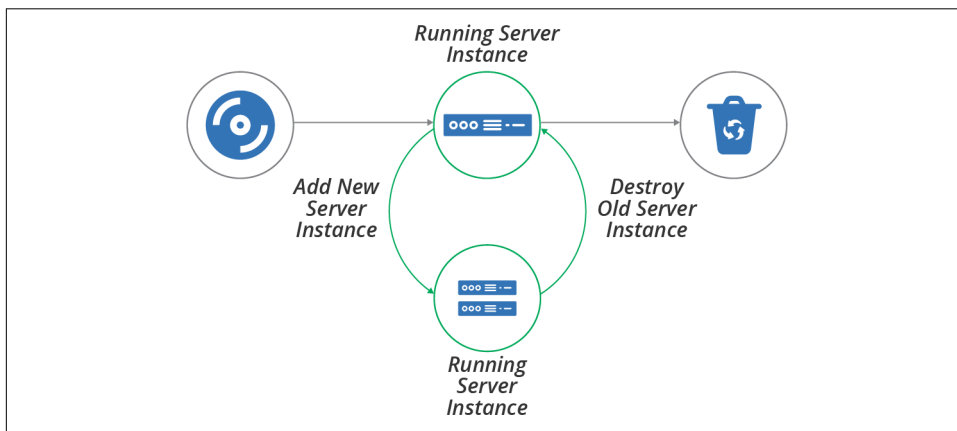 Running Server
Instance
Add New
Server
Instance
Destroy
Old Server
Instance
Running
Server
Instance